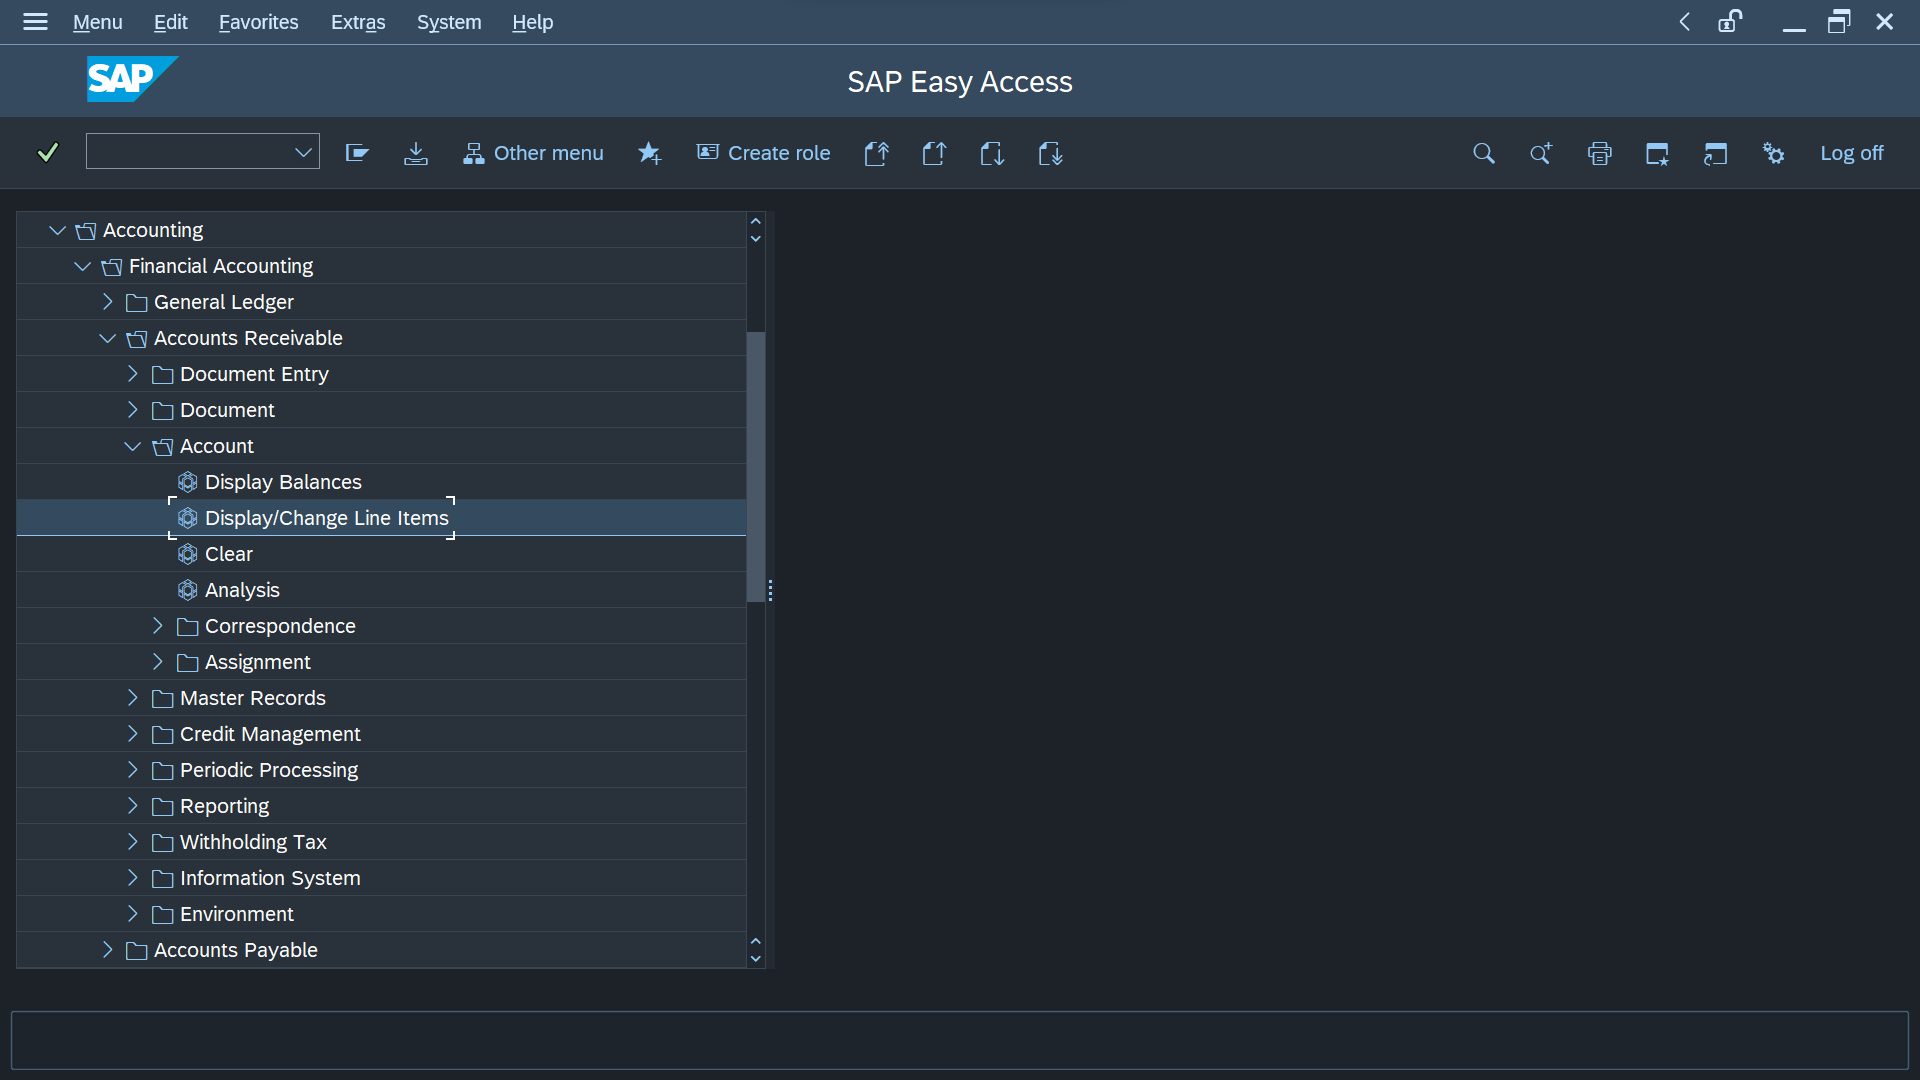 Menu Edit Favorites Extras System Help
SAP
SAP Easy Access
Other menu Create role Log off
Accounting
Financial Accounting
General Ledger
Accounts Receivable
Document Entry
Document
Account
Display Balances
Display/Change Line Items
Clear
Analysis
Correspondence
Assignment
Master Records
Credit Management
Periodic Processing
Reporting
Withholding Tax
Information System
Environment
Accounts Payable